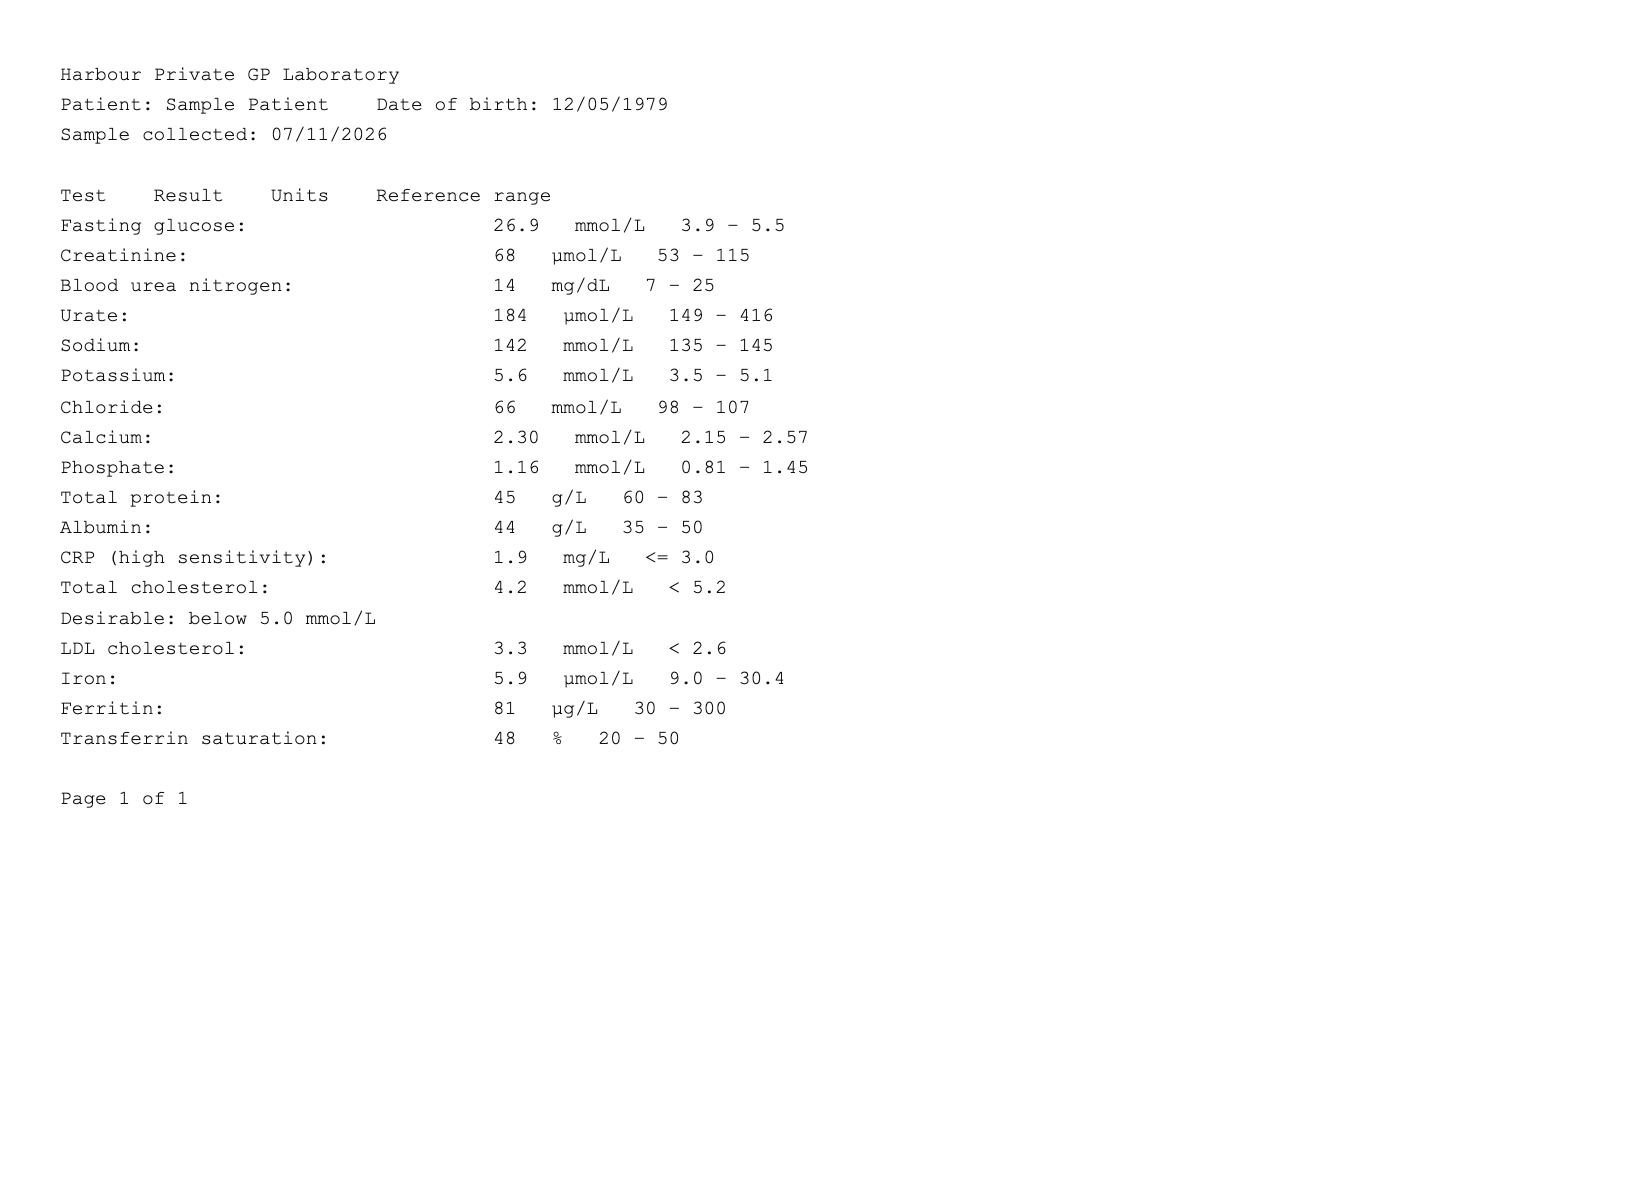 Harbour Private GP Laboratory
Patient: Sample Patient    Date of birth: 12/05/1979
Sample collected: 07/11/2026

Test    Result    Units    Reference range
Fasting glucose:                     26.9   mmol/L   3.9 – 5.5
Creatinine:                          68   µmol/L   53 – 115
Blood urea nitrogen:                 14   mg/dL   7 – 25
Urate:                               184   µmol/L   149 – 416
Sodium:                              142   mmol/L   135 – 145
Potassium:                           5.6   mmol/L   3.5 – 5.1
Chloride:                            66   mmol/L   98 – 107
Calcium:                             2.30   mmol/L   2.15 – 2.57
Phosphate:                           1.16   mmol/L   0.81 – 1.45
Total protein:                       45   g/L   60 – 83
Albumin:                             44   g/L   35 – 50
CRP (high sensitivity):              1.9   mg/L   <= 3.0
Total cholesterol:                   4.2   mmol/L   < 5.2
Desirable: below 5.0 mmol/L
LDL cholesterol:                     3.3   mmol/L   < 2.6
Iron:                                5.9   µmol/L   9.0 – 30.4
Ferritin:                            81   µg/L   30 – 300
Transferrin saturation:              48   %   20 – 50

Page 1 of 1